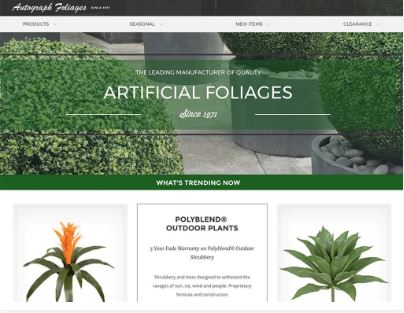 Autograph Foliages SINCE 1971
PRODUCTS SEASONAL NEW ITEMS CLEARANCE
THE LEADING MANUFACTURER OF QUALITY
ARTIFICIAL FOLIAGES
Since 1971
WHAT'S TRENDING NOW
POLYBLEND®
OUTDOOR PLANTS
5 Year Fade Warranty on PolyBlend® Outdoor
Shrubbery
Shrubbery and trees designed to withstand the
ravages of sun, ice, wind and people. Proprietary
formula and construction